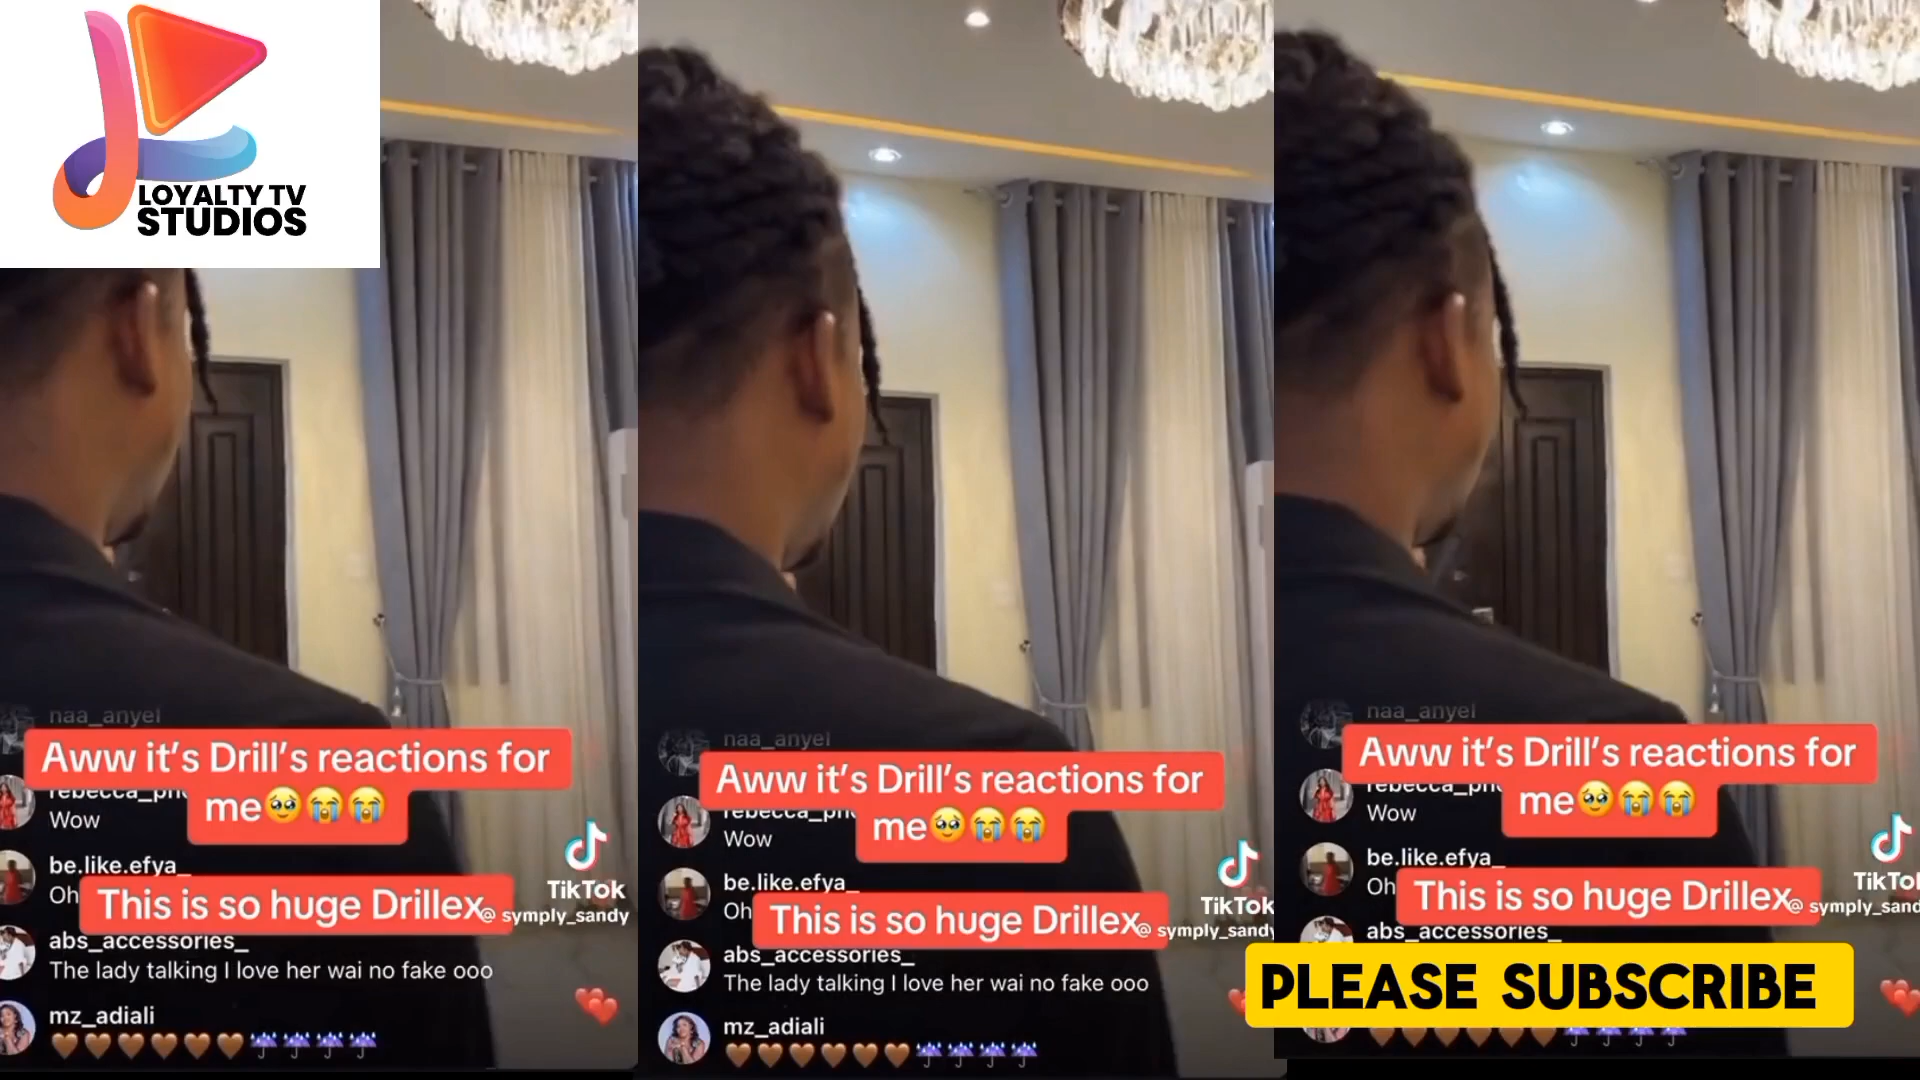 LOYALTY TV
STUDIOS
naa_anyel
Aww it’s Drill’s reactions for
me🥹😭😭
Wow
be.like.efya_
Oh
This is so huge Drillex
TikTok
@ symply_sandy
abs_accessories_
The lady talking I love her wai no fake ooo
mz_adiali
🤎🤎🤎🤎🤎🤎☔☔☔☔
naa_anyel
Aww it’s Drill’s reactions for
me🥹😭😭
Wow
be.like.efya_
Oh
This is so huge Drillex
TikTok
@ symply_sandy
abs_accessories_
The lady talking I love her wai no fake ooo
mz_adiali
🤎🤎🤎🤎🤎🤎☔☔☔☔
naa_anyel
Aww it’s Drill’s reactions for
me🥹😭😭
Wow
be.like.efya_
Oh
This is so huge Drillex
abs_accessories_
PLEASE SUBSCRIBE